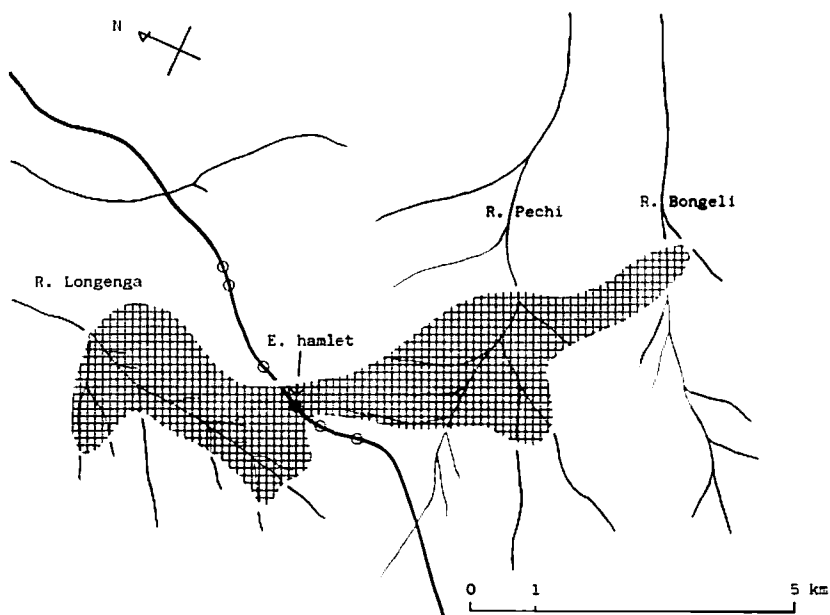 N
R. Pechi
R. Bongeli
R. Longenga
E. hamlet
0 1 5 km